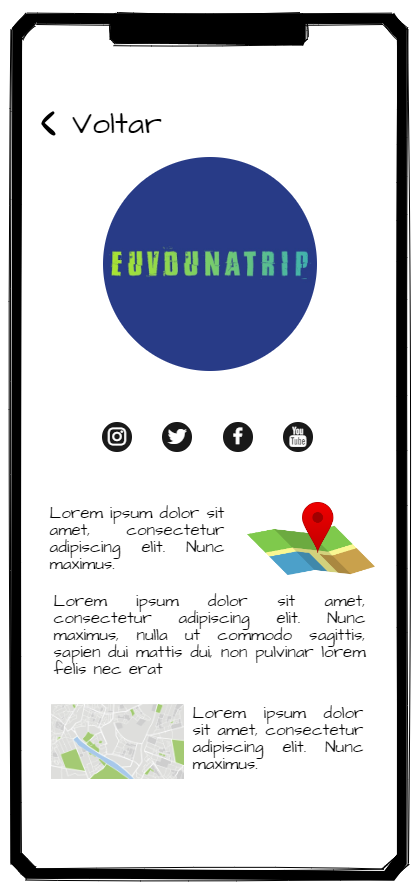 Voltar
EUVOUNATRIP
You
Tube
Lorem ipsum dolor sit
amet, consectetur
adipiscing elit. Nunc
maximus.
Lorem ipsum dolor sit amet,
consectetur adipiscing elit. Nunc
maximus, nulla ut commodo sagittis,
sapien dui mattis dui, non pulvinar lorem
felis nec erat
Lorem ipsum dolor
sit amet, consectetur
adipiscing elit. Nunc
maximus.